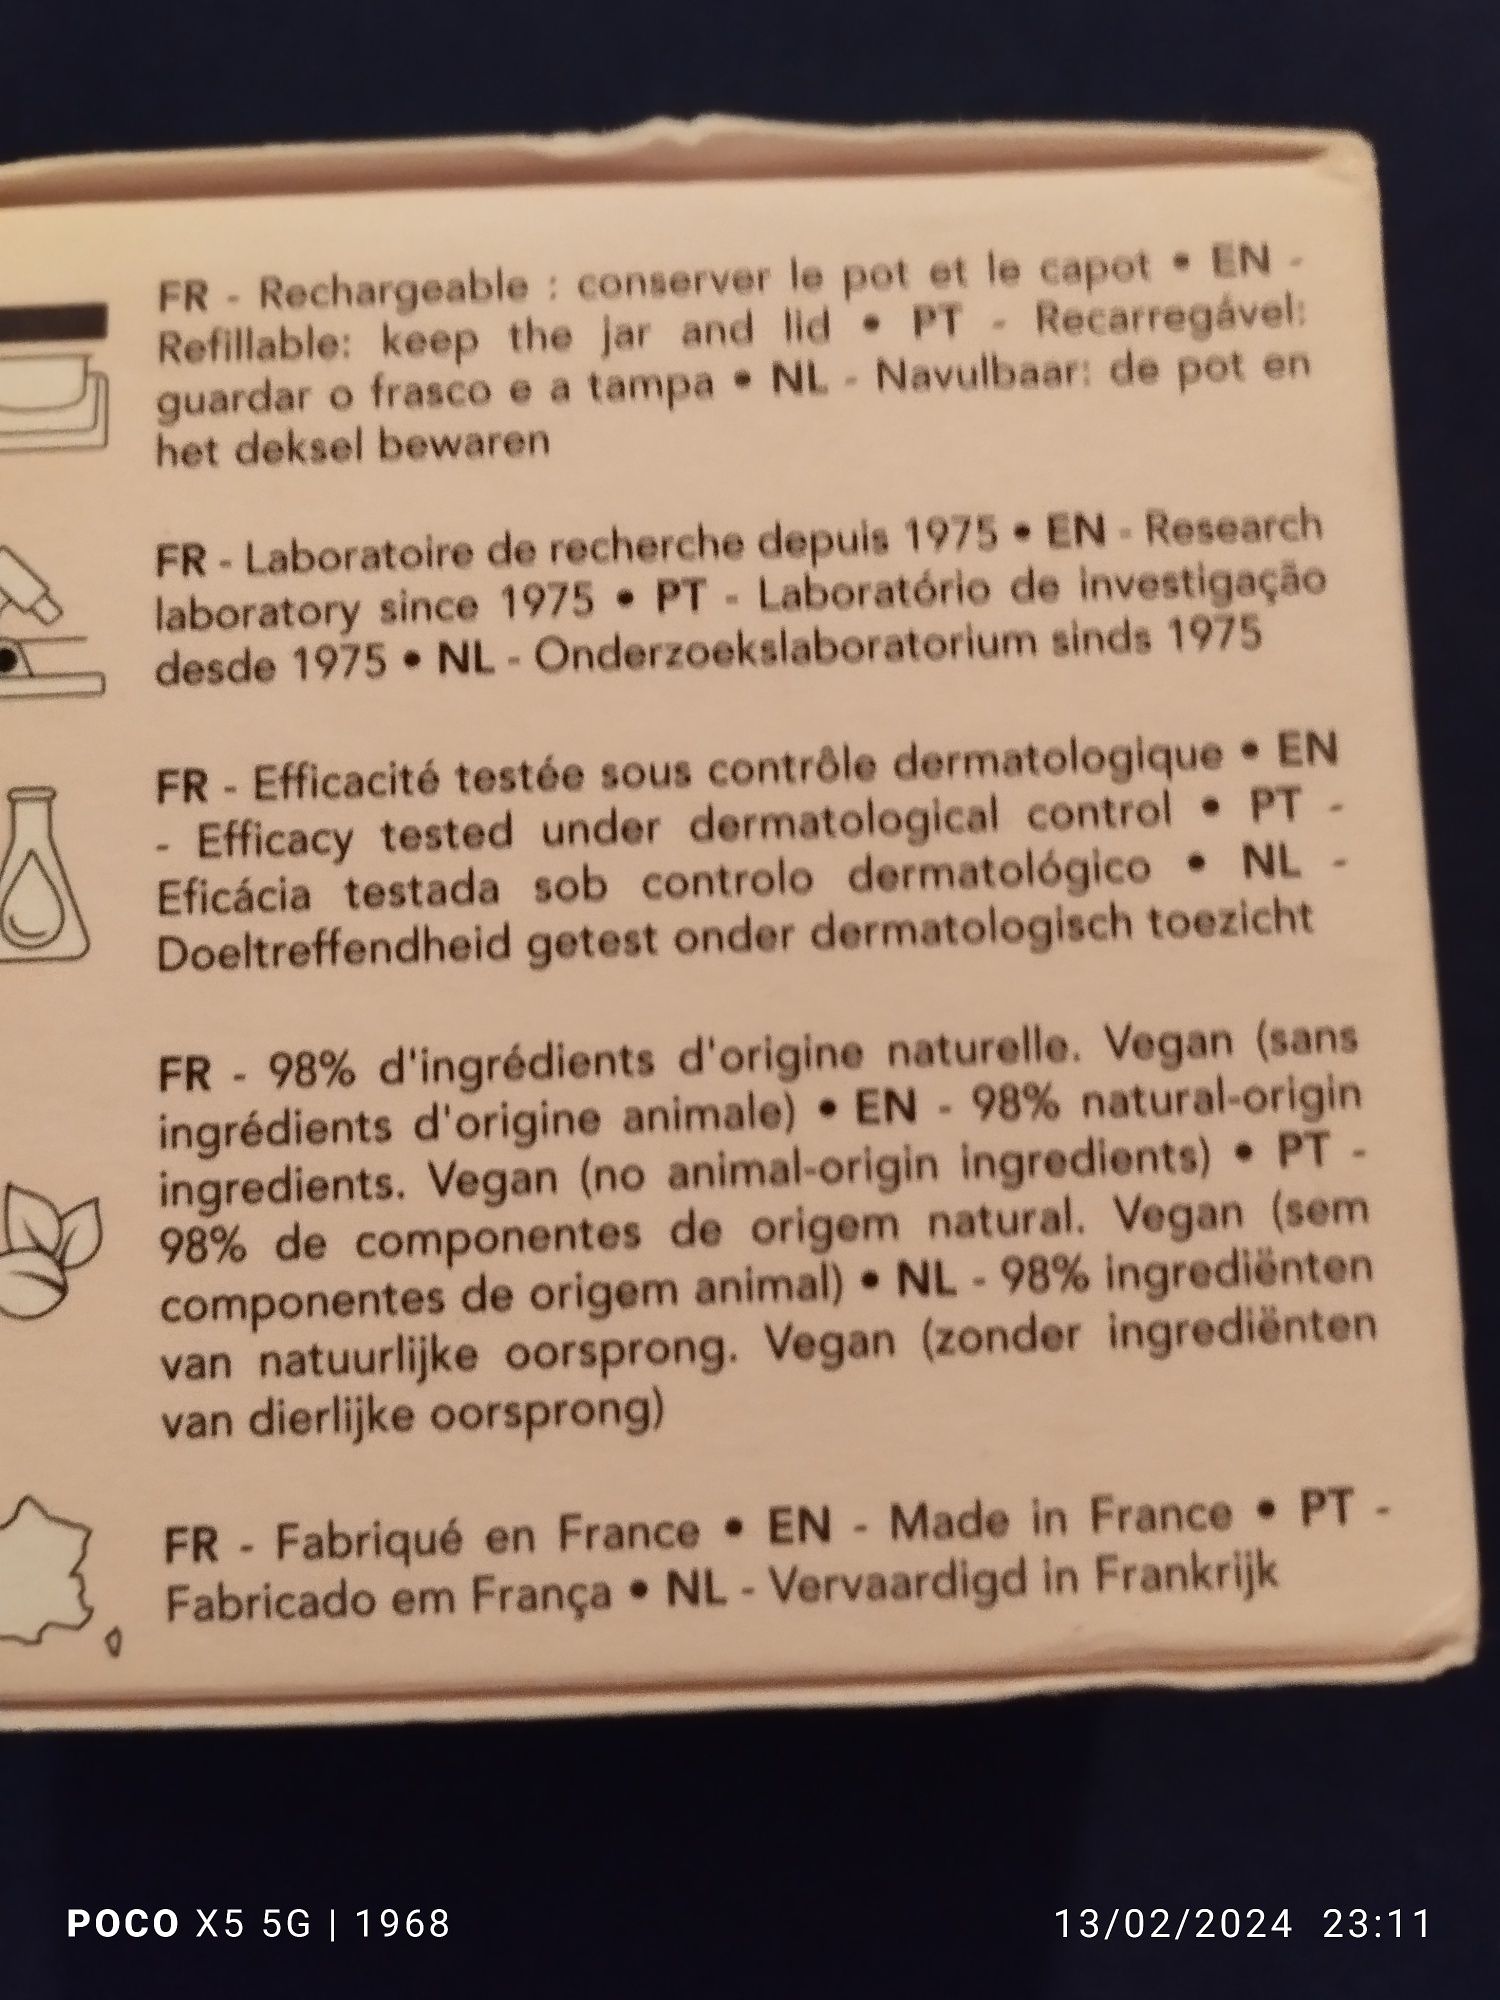 FR - Rechargeable : conserver le pot et le capot • EN -
Refillable: keep the jar and lid • PT - Recarregável:
guardar o frasco e a tampa • NL - Navulbaar: de pot en
het deksel bewaren
FR - Laboratoire de recherche depuis 1975 • EN - Research
laboratory since 1975 • PT - Laboratório de investigação
desde 1975 • NL - Onderzoekslaboratorium sinds 1975
FR - Efficacité testée sous contrôle dermatologique • EN
- Efficacy tested under dermatological control • PT -
Eficácia testada sob controlo dermatológico • NL -
Doeltreffendheid getest onder dermatologisch toezicht
FR - 98% d'ingrédients d'origine naturelle. Vegan (sans
ingrédients d'origine animale) • EN - 98% natural-origin
ingredients. Vegan (no animal-origin ingredients) • PT -
98% de componentes de origem natural. Vegan (sem
componentes de origem animal) • NL - 98% ingrediënten
van natuurlijke oorsprong. Vegan (zonder ingrediënten
van dierlijke oorsprong)
FR - Fabriqué en France • EN - Made in France • PT -
Fabricado em França • NL - Vervaardigd in Frankrijk
POCO X5 5G | 1968
13/02/2024 23:11